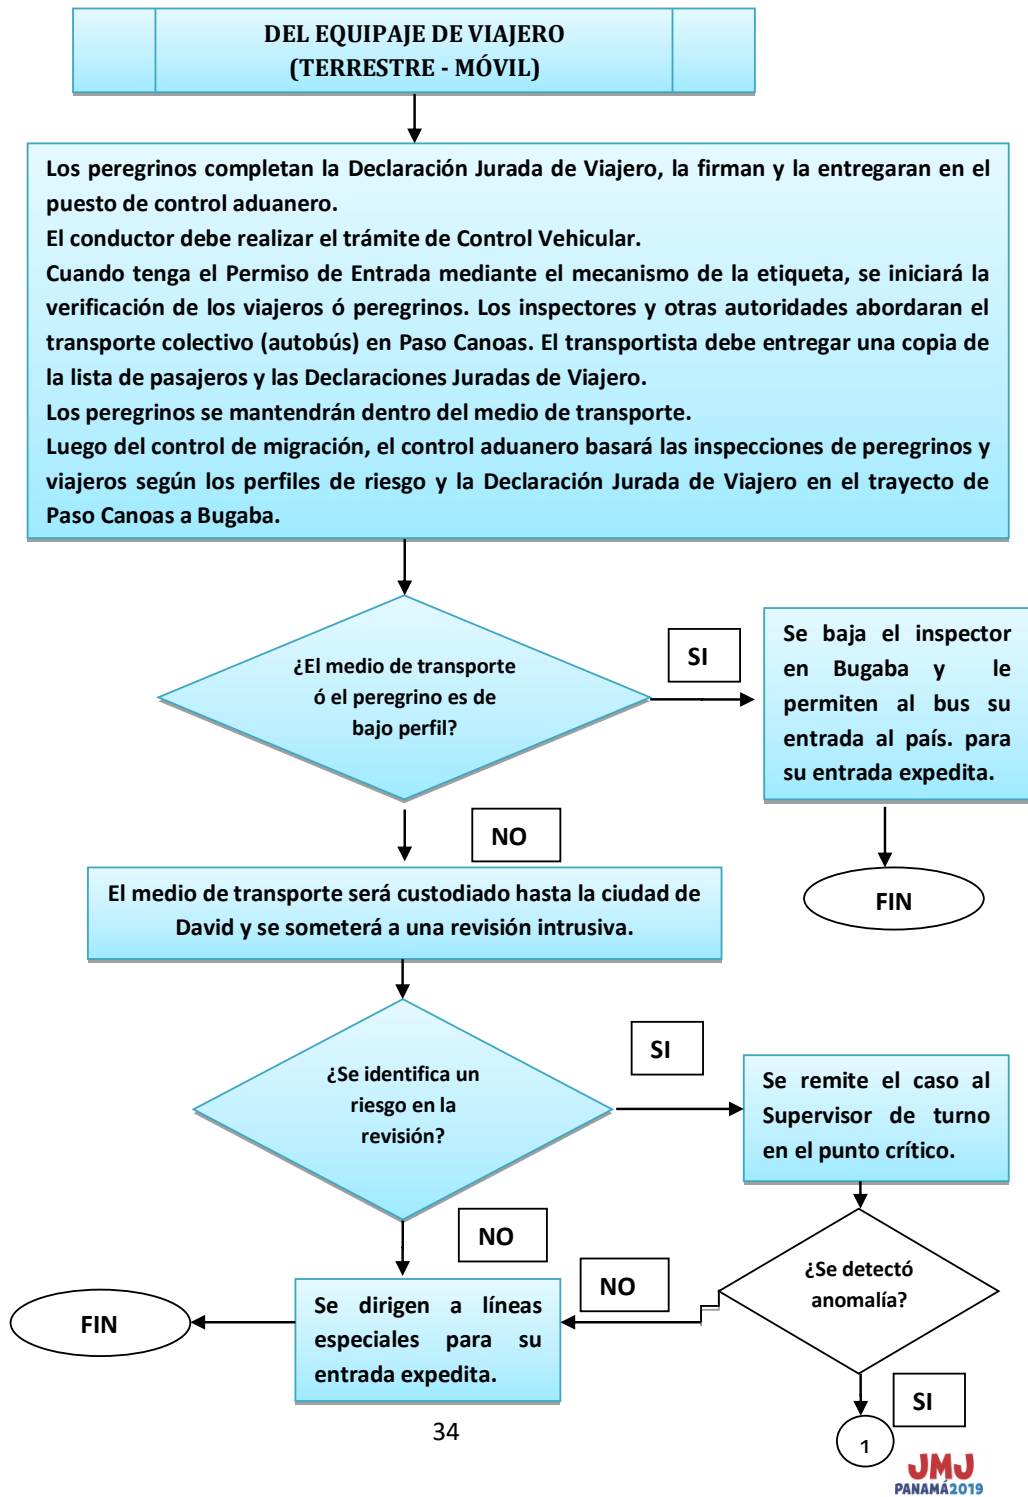 DEL EQUIPAJE DE VIAJERO
(TERRESTRE - MÓVIL)
Los peregrinos completan la Declaración Jurada de Viajero, la firman y la entregaran en el
puesto de control aduanero.
El conductor debe realizar el trámite de Control Vehicular.
Cuando tenga el Permiso de Entrada mediante el mecanismo de la etiqueta, se iniciará la
verificación de los viajeros ó peregrinos. Los inspectores y otras autoridades abordaran el
transporte colectivo (autobús) en Paso Canoas. El transportista debe entregar una copia de
la lista de pasajeros y las Declaraciones Juradas de Viajero.
Los peregrinos se mantendrán dentro del medio de transporte.
Luego del control de migración, el control aduanero basará las inspecciones de peregrinos y
viajeros según los perfiles de riesgo y la Declaración Jurada de Viajero en el trayecto de
Paso Canoas a Bugaba.
¿El medio de transporte
ó el peregrino es de
bajo perfil?
SI
Se baja el inspector
en Bugaba y le
permiten al bus su
entrada al país. para
su entrada expedita.
NO
FIN
El medio de transporte será custodiado hasta la ciudad de
David y se someterá a una revisión intrusiva.
¿Se identifica un
riesgo en la
revisión?
SI
Se remite el caso al
Supervisor de turno
en el punto crítico.
NO
¿Se detectó
anomalía?
NO
Se dirigen a líneas
especiales para su
entrada expedita.
FIN
SI
1
34
JMJ
PANAMÁ2019